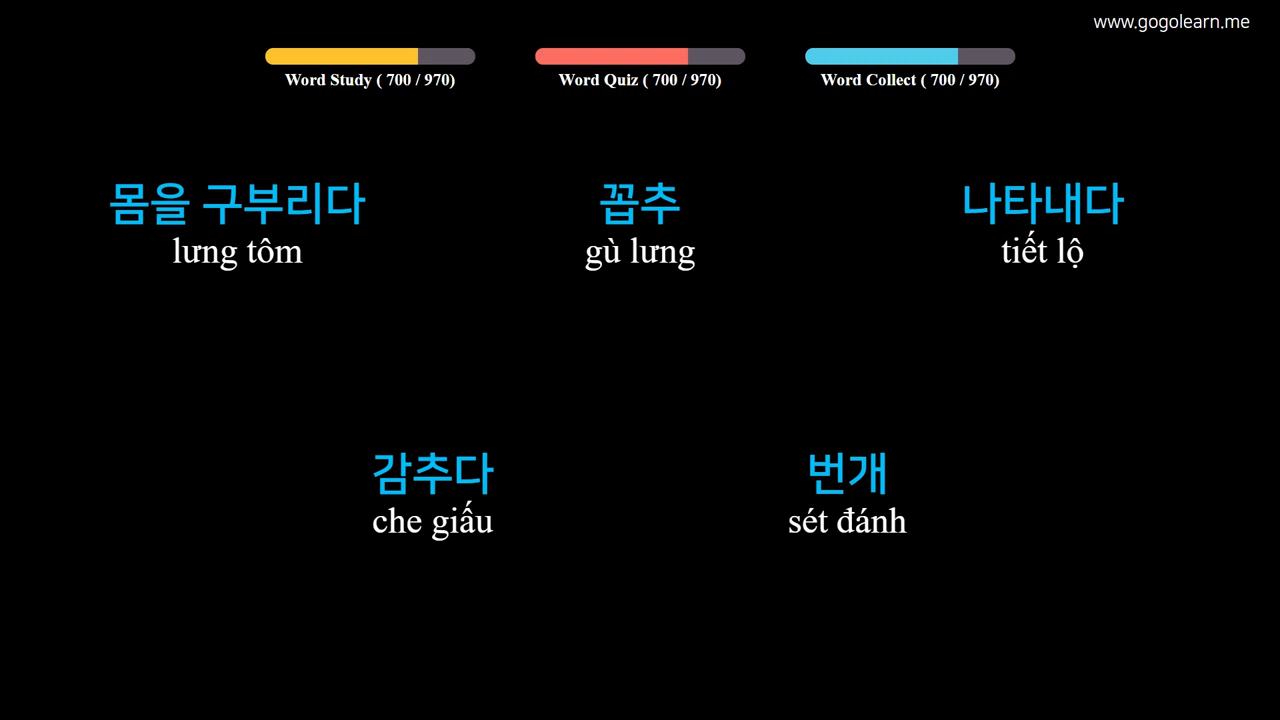 www.gogolearn.me
Word Study ( 700 / 970)
Word Quiz ( 700 / 970)
Word Collect ( 700 / 970)
몸을 구부리다
lưng tôm
꼽추
gù lưng
나타내다
tiết lộ
감추다
che giấu
번개
sét đánh